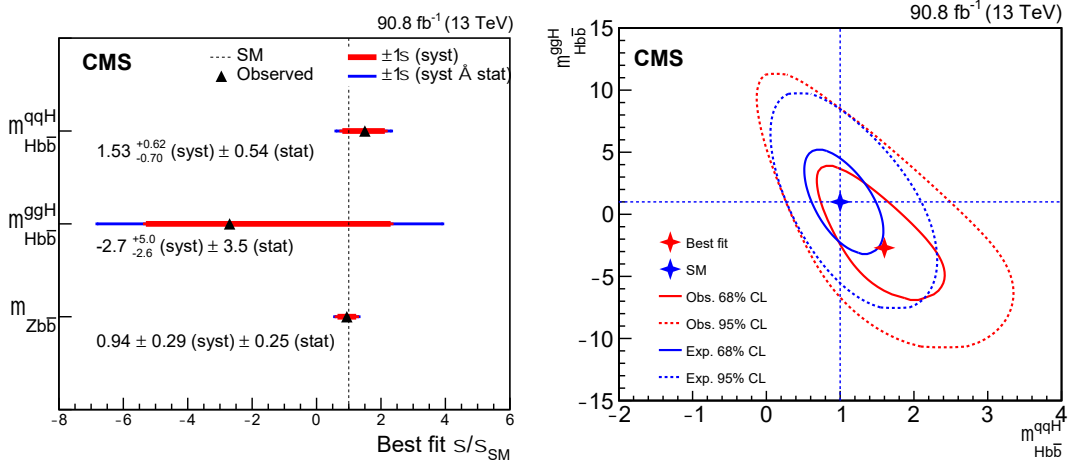 90.8 fb-1 (13 TeV)
CMS
SM
Observed
±1s (syst)
±1s (syst Å stat)
m qqH Hbb̅
1.53 +0.62 -0.70 (syst) ± 0.54 (stat)
m ggH Hbb̅
-2.7 +5.0 -2.6 (syst) ± 3.5 (stat)
m Zbb̅
0.94 ± 0.29 (syst) ± 0.25 (stat)
−8 −6 −4 −2 0 2 4 6
Best fit s/sSM
90.8 fb-1 (13 TeV)
m ggH Hbb̅
CMS
15
10
5
0
−5
−10
−15
Best fit
SM
Obs. 68% CL
Obs. 95% CL
Exp. 68% CL
Exp. 95% CL
−2 0 1 2 3 4
m qqH Hbb̅